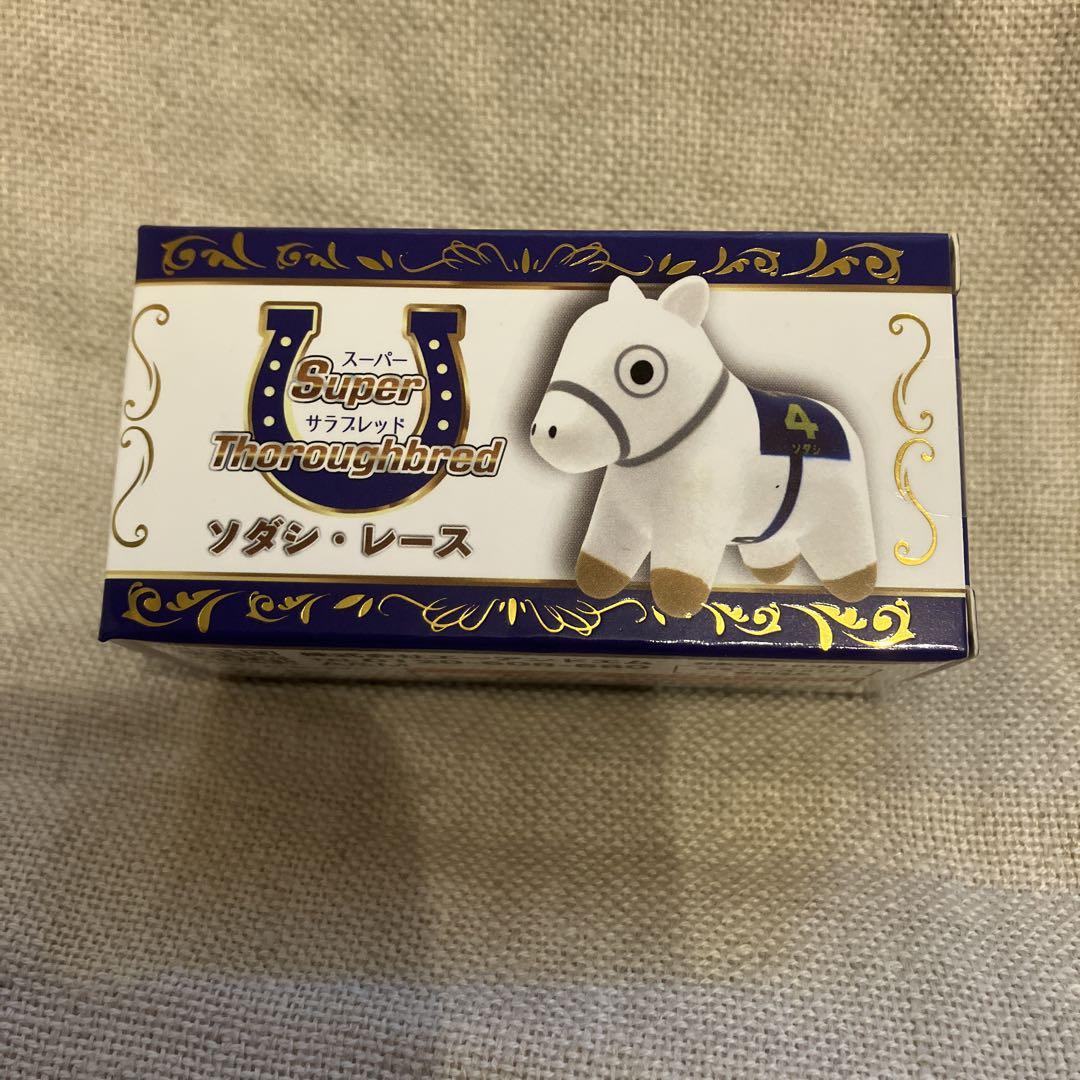 スーパー
Super
サラブレッド
Thoroughbred
ソダシ・レース
4
ソダシ